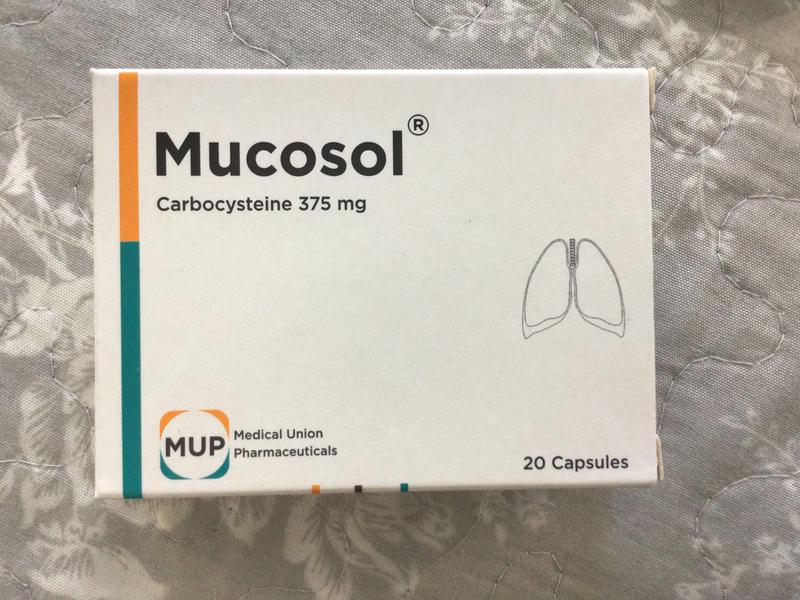 Mucosol®
Carbocysteine 375 mg
MUP
Medical Union
Pharmaceuticals
20 Capsules